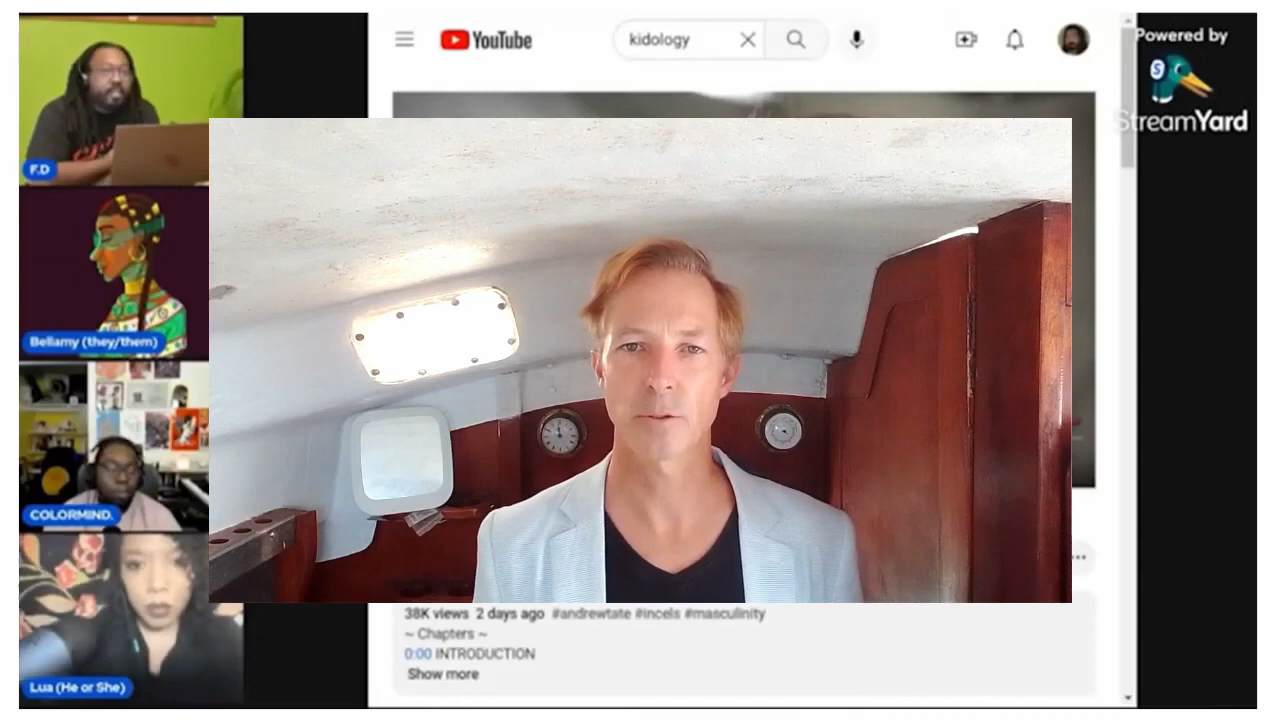 YouTube
kidology
Powered by
StreamYard
F.D
Bellamy (they/them)
COLORMIND.
Lua (He or She)
38K views 2 days ago #andrewtate #incels #masculinity
~ Chapters ~
0:00 INTRODUCTION
Show more